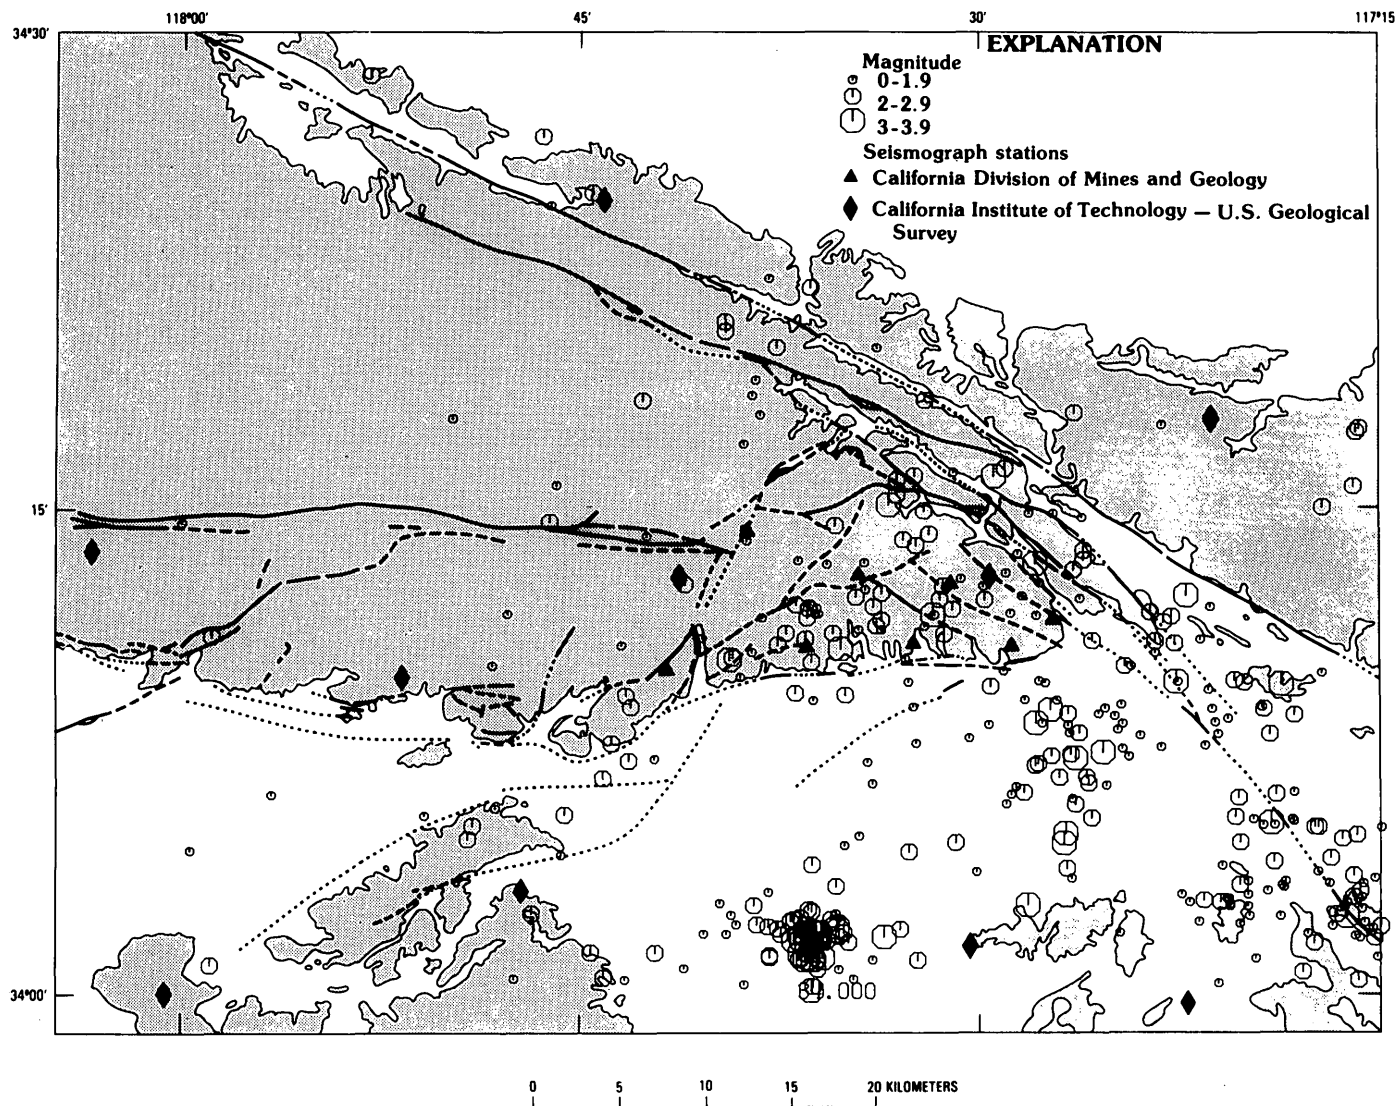 118°00′ 45′ 30′ 117°15′
34°30′
EXPLANATION
Magnitude
0-1.9
2-2.9
3-3.9
Seismograph stations
California Division of Mines and Geology
California Institute of Technology — U.S. Geological
Survey
15′
34°00′
.000
0 5 10 15 20 KILOMETERS